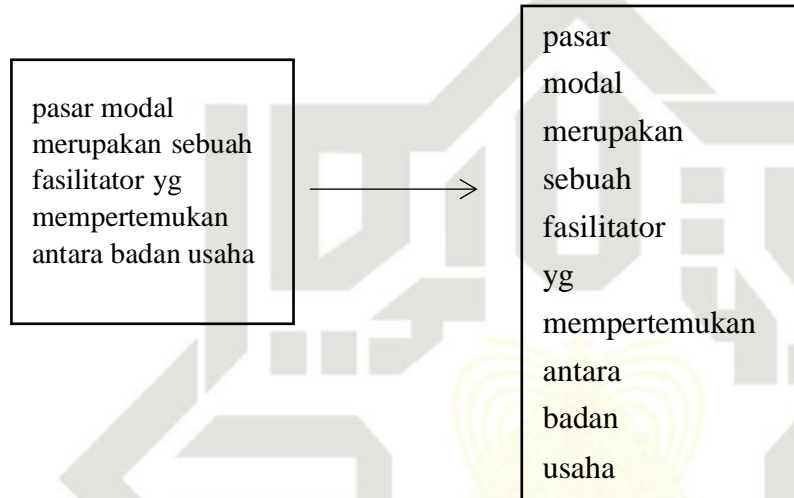 pasar modal
merupakan sebuah
fasilitator yg
mempertemukan
antara badan usaha
pasar
modal
merupakan
sebuah
fasilitator
yg
mempertemukan
antara
badan
usaha